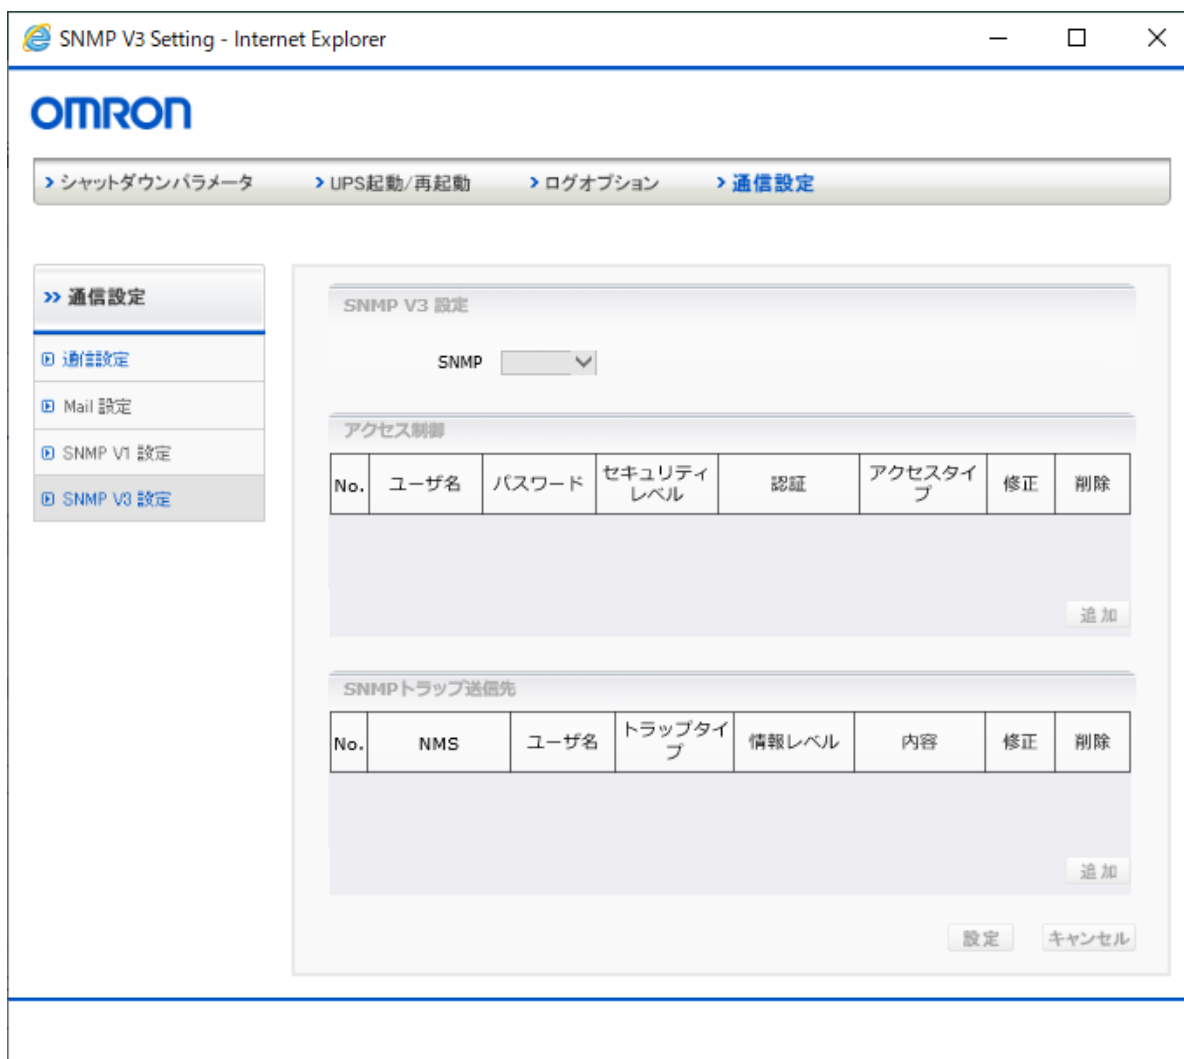 SNMP V3 Setting - Internet Explorer
OMRON
シャットダウンパラメータ
UPS起動/再起動
ログオプション
通信設定
通信設定
通信設定
Mail 設定
SNMP V1 設定
SNMP V3 設定
SNMP V3 設定
SNMP
アクセス制御
No. ユーザ名 パスワード セキュリティレベル 認証 アクセスタイプ 修正 削除
追加
SNMPトラップ送信先
No. NMS ユーザ名 トラップタイプ 情報レベル 内容 修正 削除
追加
設定 キャンセル